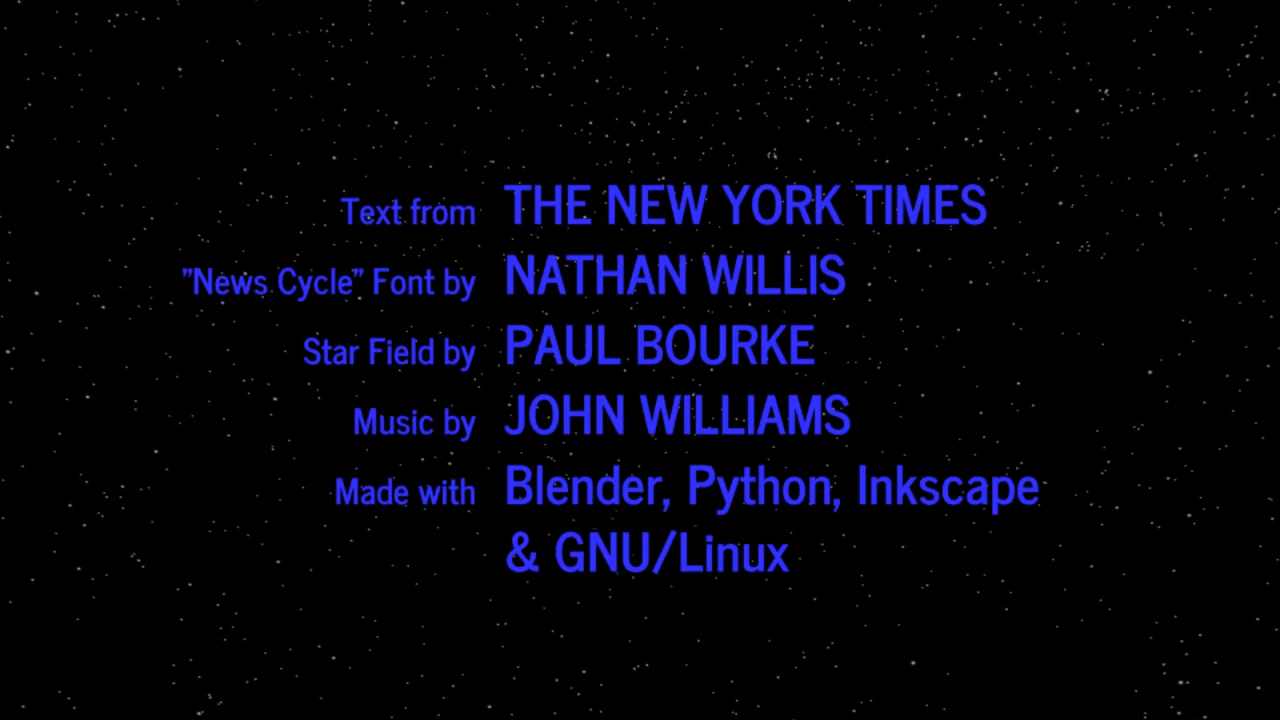 Text from THE NEW YORK TIMES
"News Cycle" Font by NATHAN WILLIS
Star Field by PAUL BOURKE
Music by JOHN WILLIAMS
Made with Blender, Python, Inkscape
& GNU/Linux